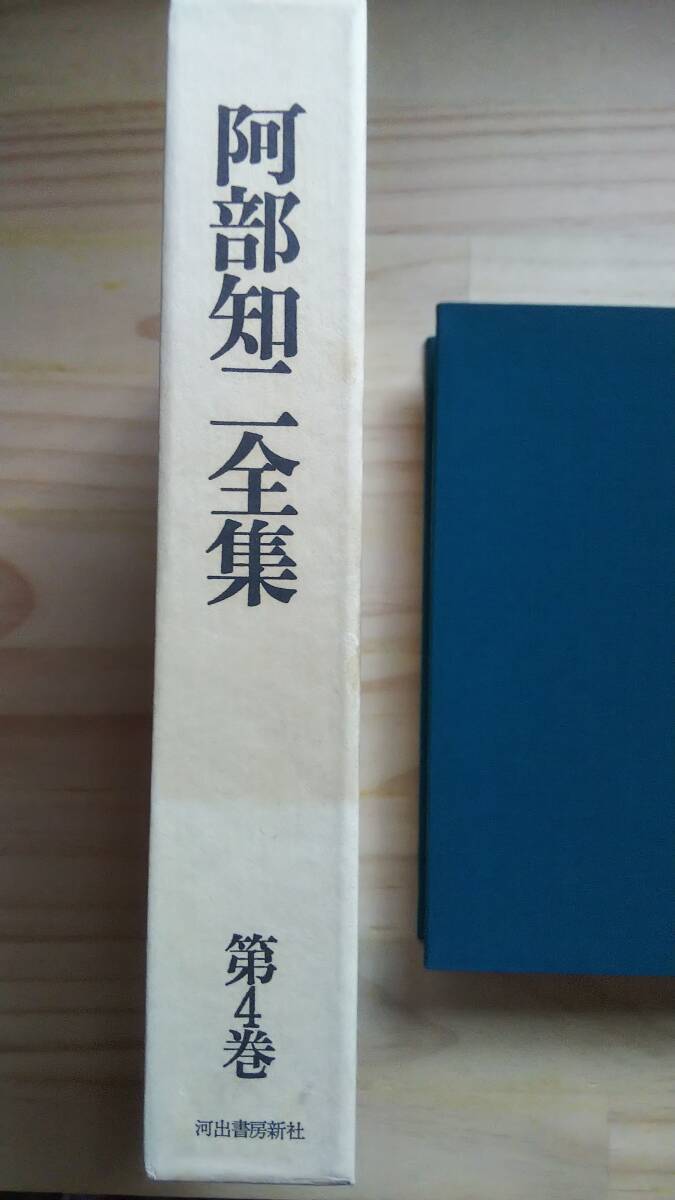 阿部知二全集
第4巻
河出書房新社